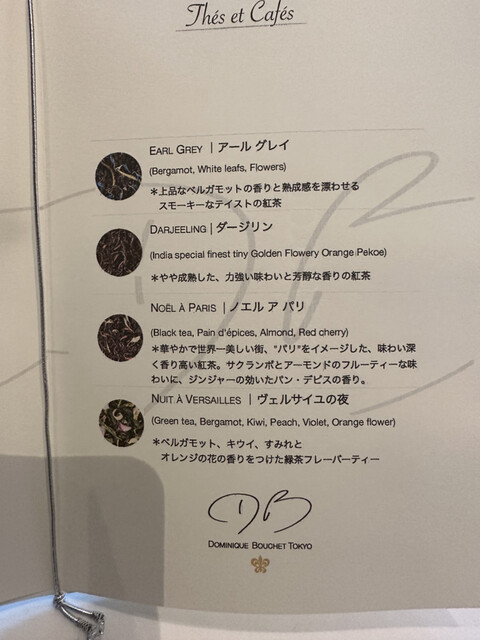 Thés et Cafés
EARL GREY | アール グレイ
(Bergamot, White leafs, Flowers)
＊上品なベルガモットの香りと熟成感を漂わせる
スモーキーなテイストの紅茶
DARJEELING | ダージリン
(India special finest tiny Golden Flowery Orange Pekoe)
＊やや成熟した、力強い味わいと芳醇な香りの紅茶
NOËL À PARIS | ノエル ア パリ
(Black tea, Pain d'épices, Almond, Red cherry)
＊華やかで世界一美しい街、"パリ"をイメージした、味わい深
く香り高い紅茶。サクランボとアーモンドのフルーティーな味
わいに、ジンジャーの効いたパン・デピスの香り。
NUIT À VERSAILLES | ヴェルサイユの夜
(Green tea, Bergamot, Kiwi, Peach, Violet, Orange flower)
＊ベルガモット、キウイ、すみれと
オレンジの花の香りをつけた緑茶フレーバーティー
DB
DOMINIQUE BOUCHET TOKYO